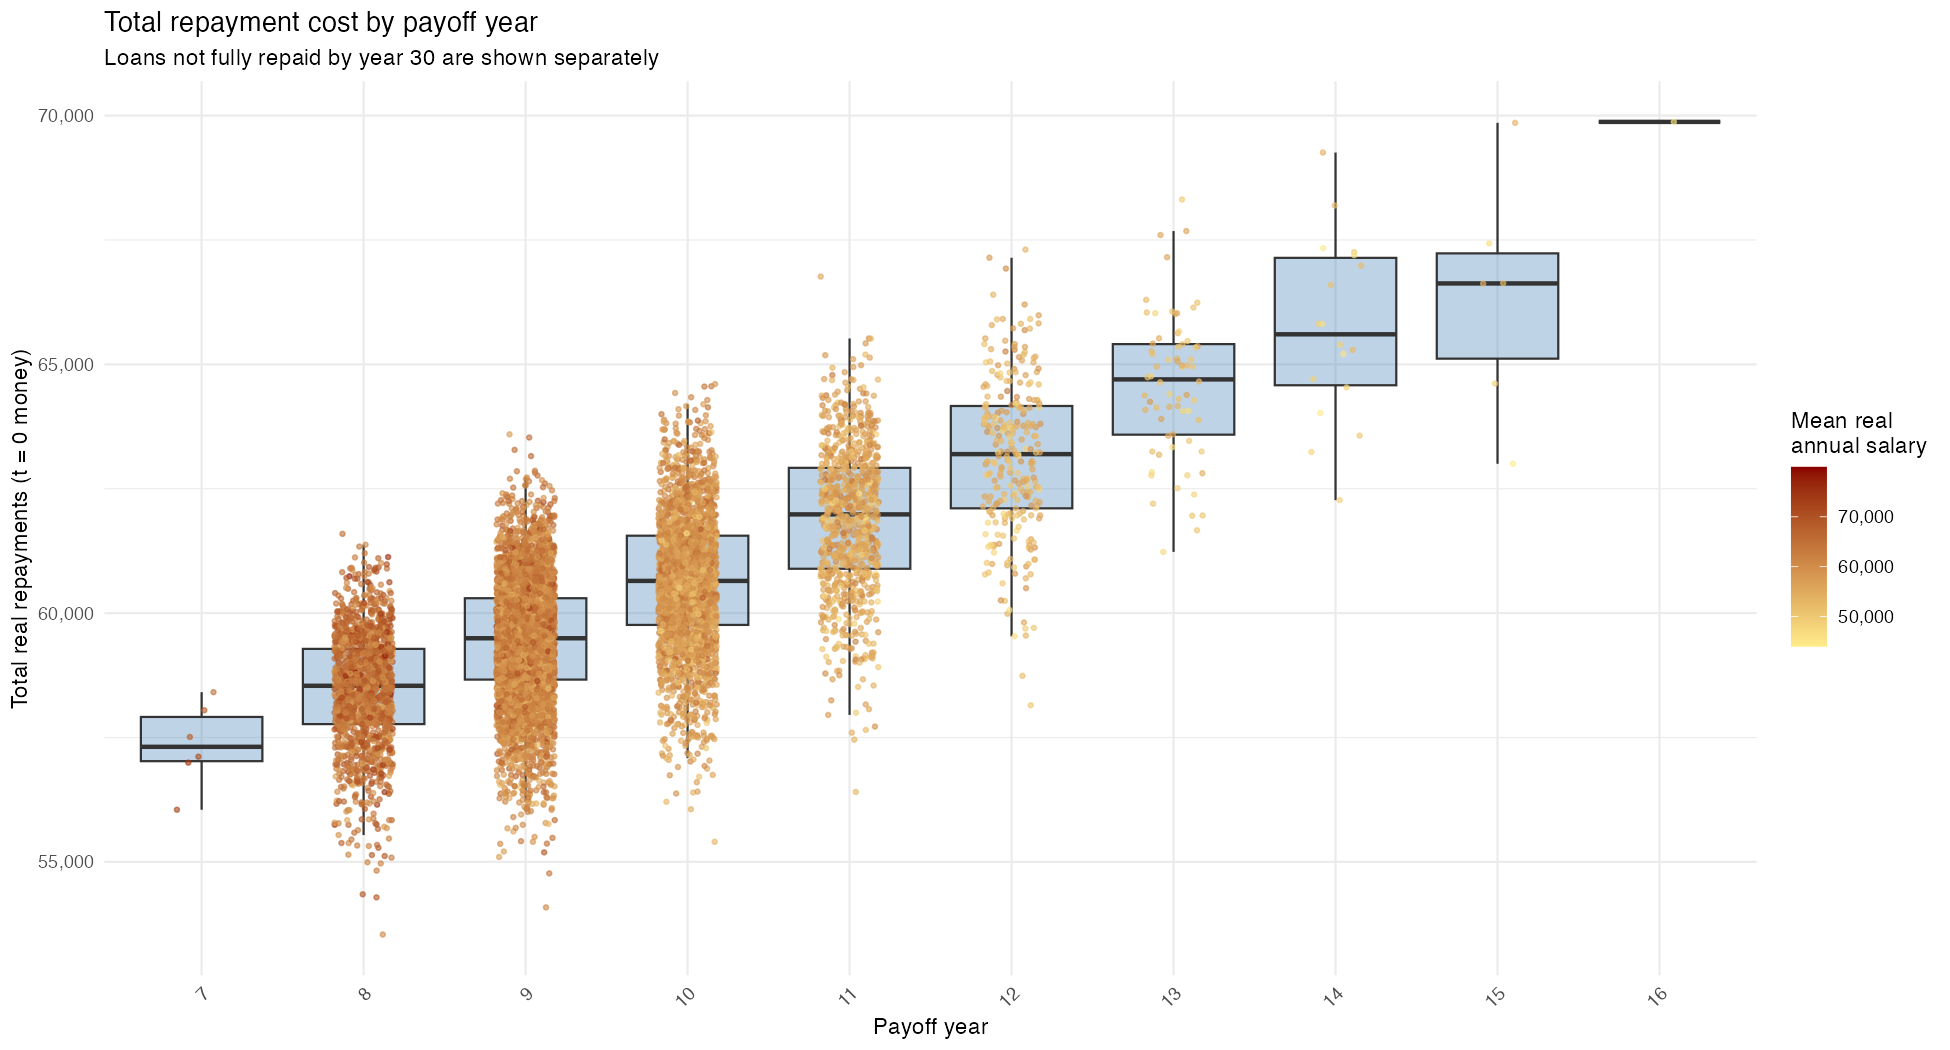 Total repayment cost by payoff year
Loans not fully repaid by year 30 are shown separately
Total real repayments (t = 0 money)
70,000
65,000
60,000
55,000
7
8
9
10
11
12
13
14
15
16
Payoff year
Mean real
annual salary
70,000
60,000
50,000